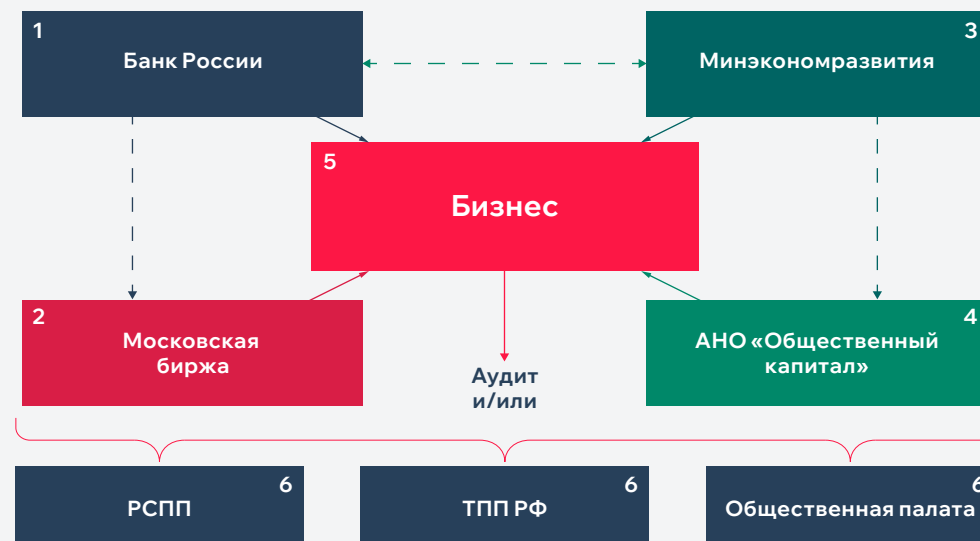 1
Банк России
3
Минэкономразвития
5
Бизнес
2
Московская
биржа
4
АНО «Общественный
капитал»
Аудит
и/или
6
РСПП
6
ТПП РФ
6
Общественная палата